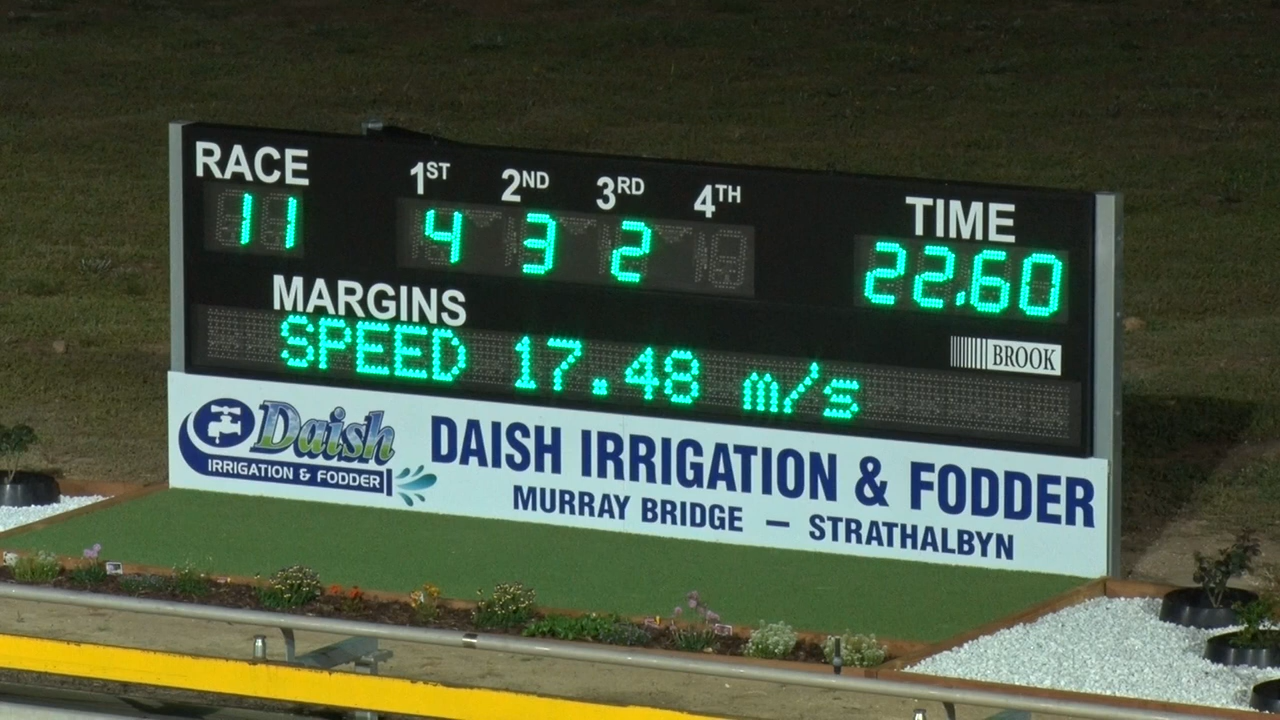 RACE 1ST 2ND 3RD 4TH TIME
11 4 3 2 22.60
MARGINS
SPEED 17.48 m/s
BROOK
Daish
IRRIGATION & FODDER
DAISH IRRIGATION & FODDER
MURRAY BRIDGE – STRATHALBYN